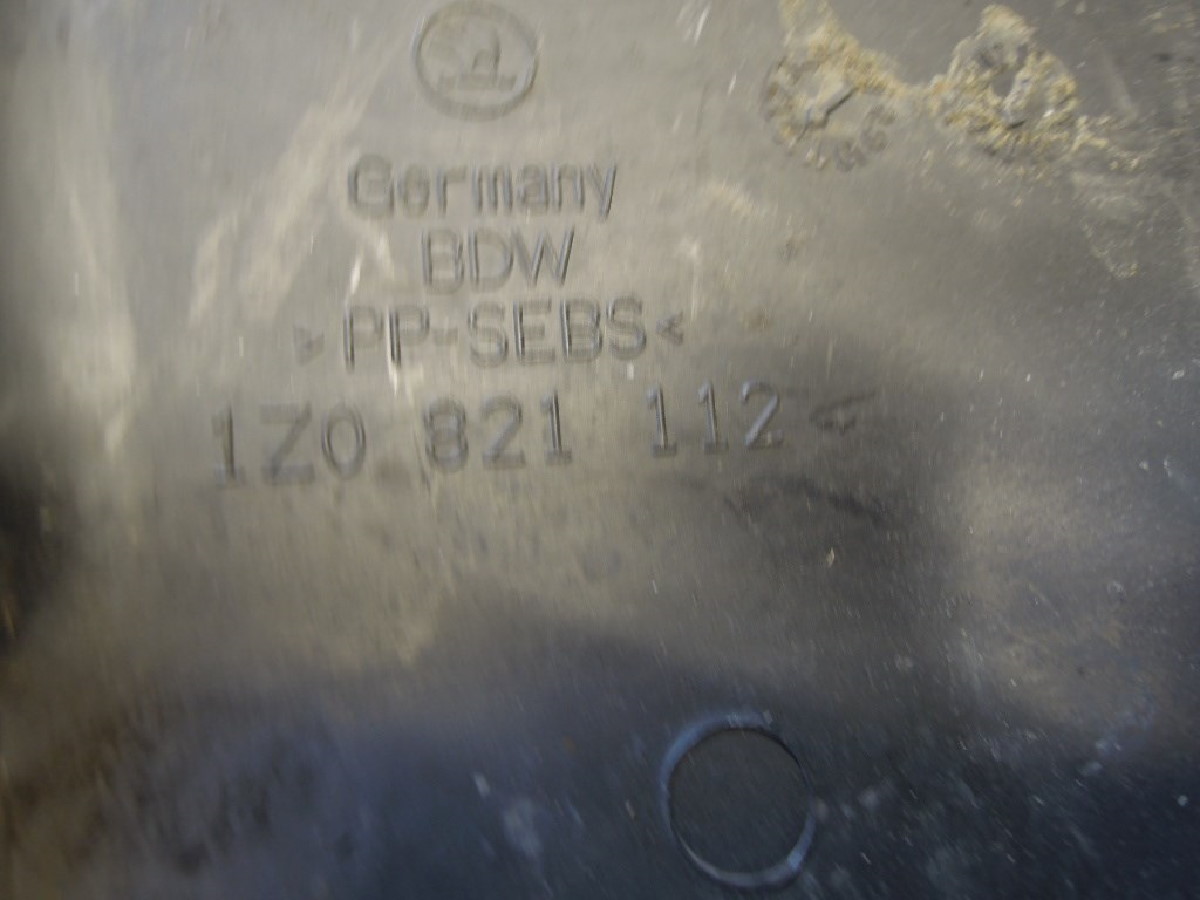 Germany
BDW
>PP-SEBS<
1Z0 821 112